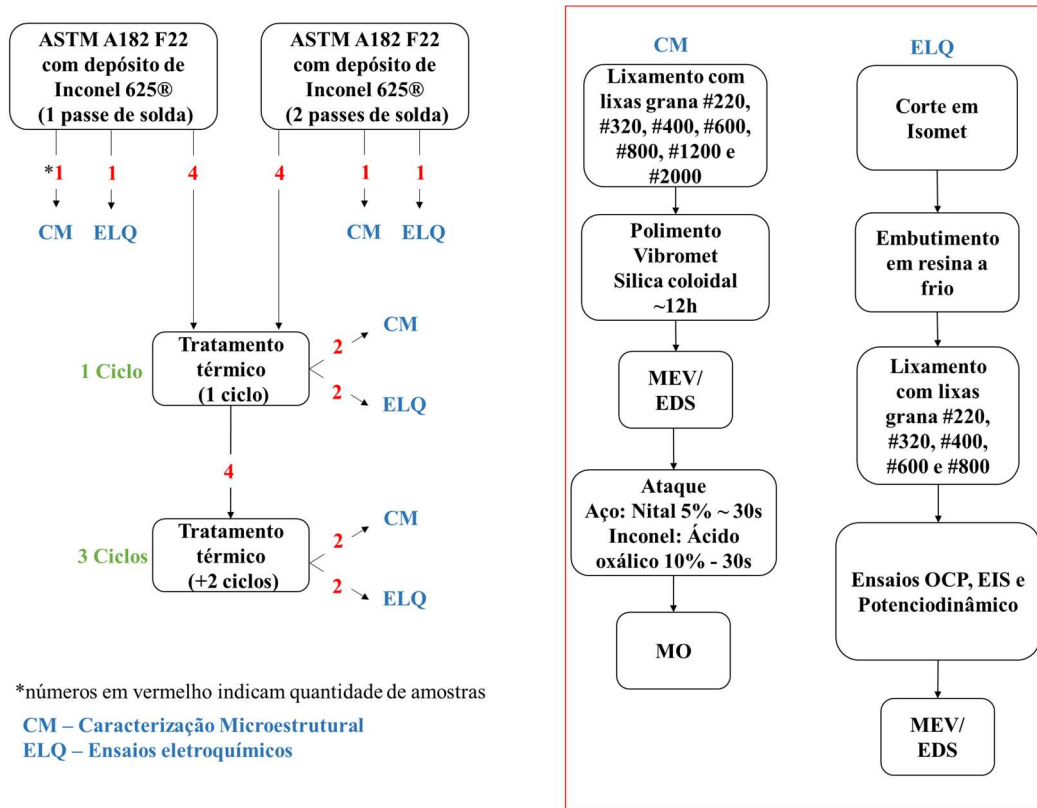 ASTM A182 F22
com depósito de
Inconel 625®
(1 passe de solda)
ASTM A182 F22
com depósito de
Inconel 625®
(2 passes de solda)
*1
1
4
4
1
1
CM
ELQ
CM
ELQ
1 Ciclo
Tratamento
térmico
(1 ciclo)
2
CM
2
ELQ
4
3 Ciclos
Tratamento
térmico
(+2 ciclos)
2
CM
2
ELQ
*números em vermelho indicam quantidade de amostras
CM – Caracterização Microestrutural
ELQ – Ensaios eletroquímicos
CM
Lixamento com
lixas grana #220,
#320, #400, #600,
#800, #1200 e
#2000
Polimento
Vibromet
Silica coloidal
~12h
MEV/
EDS
Ataque
Aço: Nital 5% ~ 30s
Inconel: Ácido
oxálico 10% - 30s
MO
ELQ
Corte em
Isomet
Embutimento
em resina a
frio
Lixamento
com lixas
grana #220,
#320, #400,
#600 e #800
Ensaios OCP, EIS e
Potenciodinâmico
MEV/
EDS